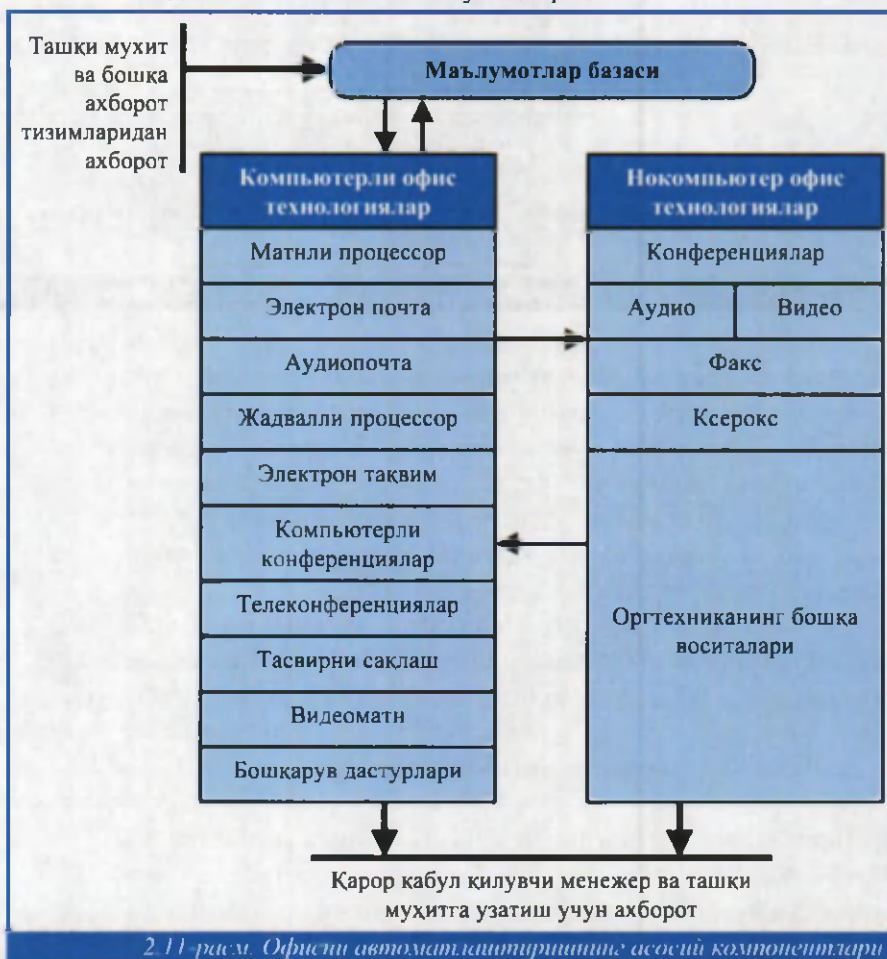 Ташқи мухит
ва бошқа
ахборот
тизимларидан
ахборот
Маълумотлар базаси
Компьютерли офис
технологиялар
Матнли процессор
Электрон почта
Аудиопочта
Жадвалли процессор
Электрон тақвим
Компьютерли
конференциялар
Телеконференциялар
Тасвирни сақлаш
Видеоматн
Бошқарув дастурлари
Нокомпьютер офис
технологиялар
Конференциялар
Аудио Видео
Факс
Ксерокс
Оргтехниканинг бошқа
воситалари
Қарор қабул қилувчи менежер ва ташқи
муҳитга узатиш учун ахборот
2.11-расм. Офисни автоматлаштиришнинг асосий компонентлари